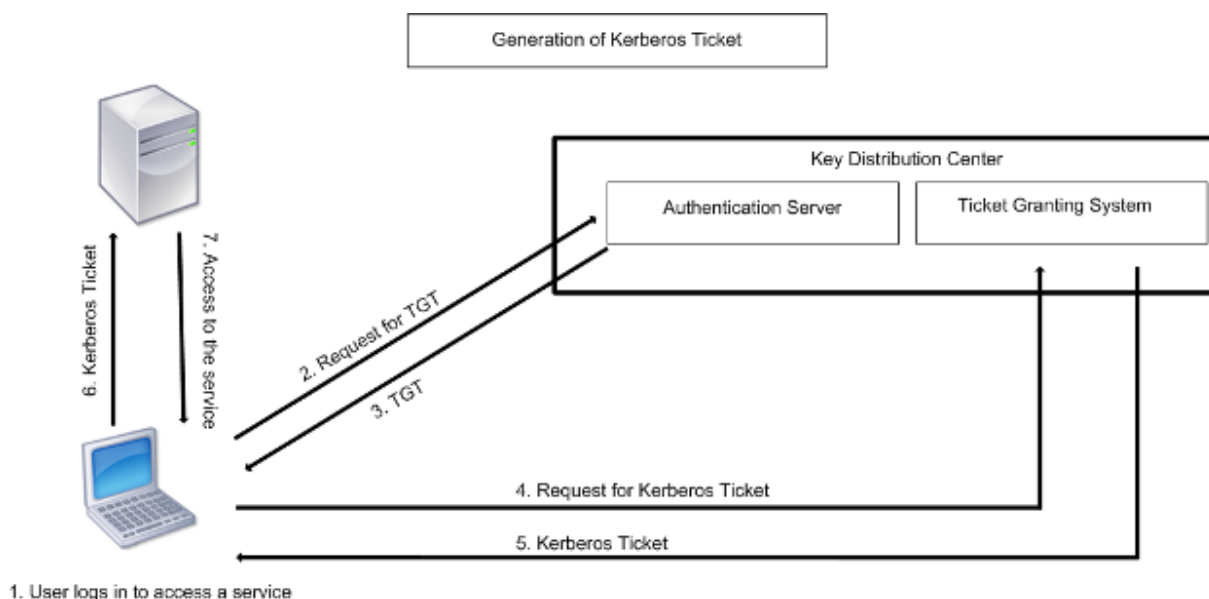 Generation of Kerberos Ticket
Key Distribution Center
Authentication Server
Ticket Granting System
6. Kerberos Ticket
7. Access to the service
2. Request for TGT
3. TGT
4. Request for Kerberos Ticket
5. Kerberos Ticket
1. User logs in to access a service